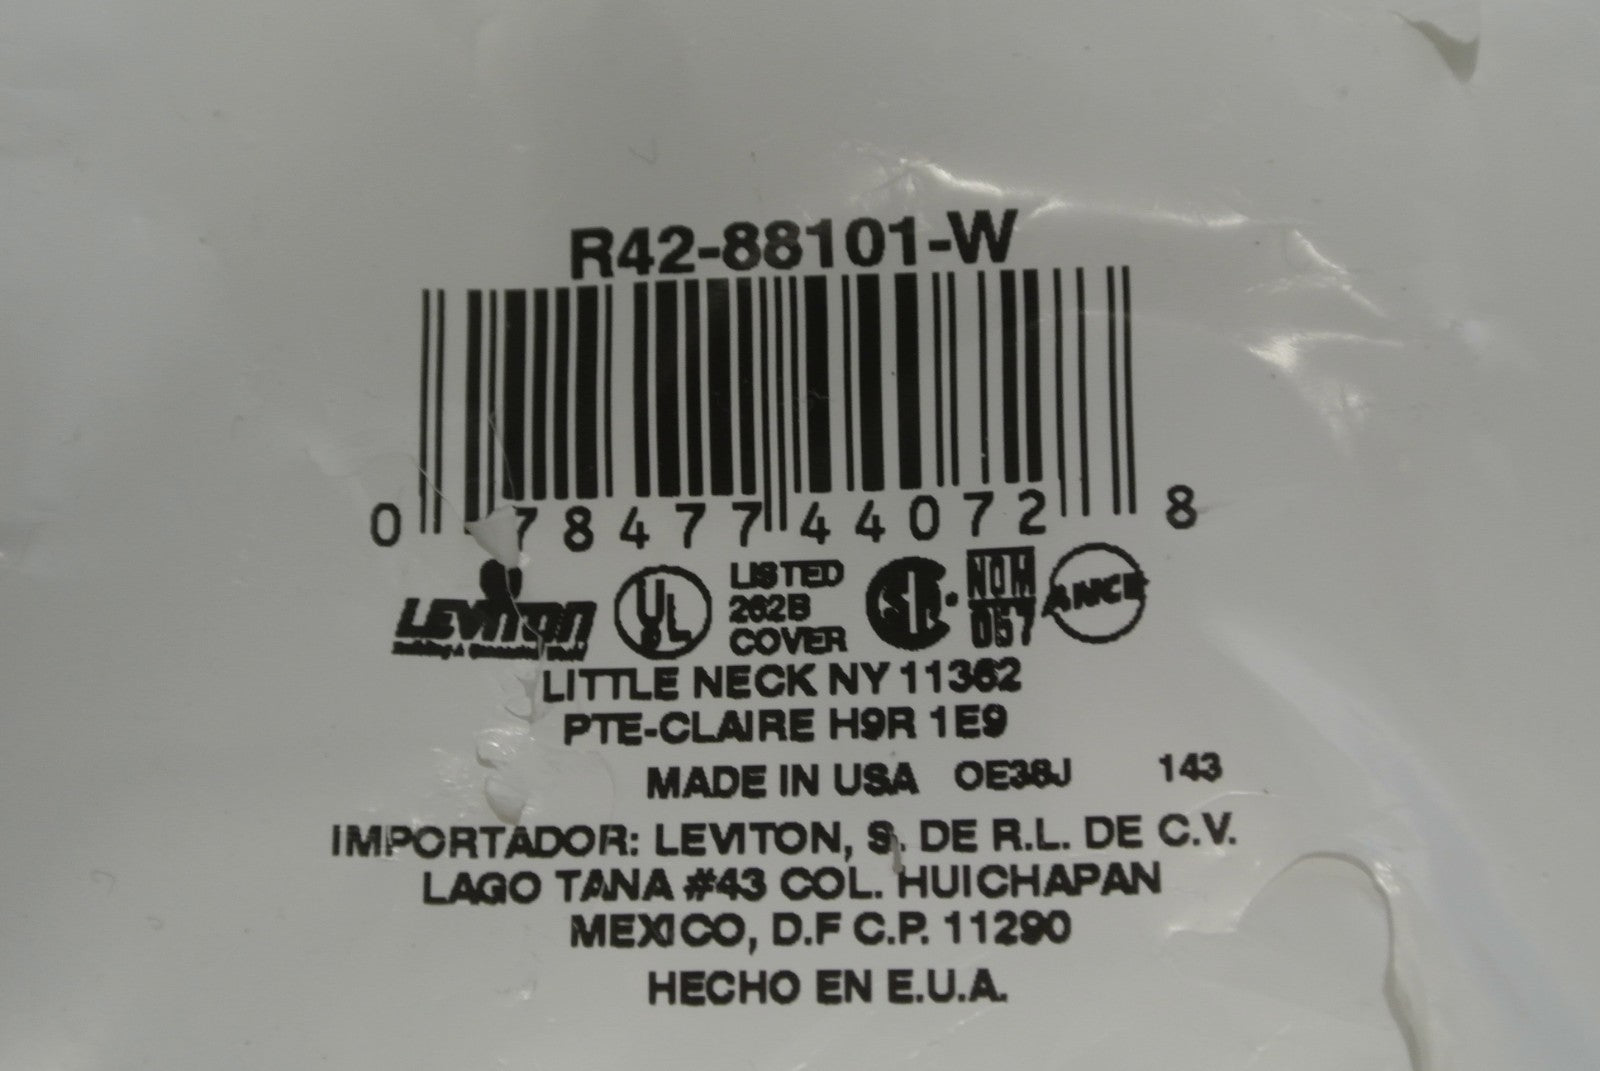 R42-88101-W
0 78477 44072 8
LEVITON
UL LISTED 262B COVER NOM 057 ANCE
LITTLE NECK NY 11362
PTE-CLAIRE H9R 1E9
MADE IN USA OE38J 143
IMPORTADOR: LEVITON, S. DE R.L. DE C.V.
LAGO TANA #43 COL. HUICHAPAN
MEXICO, D.F C.P. 11290
HECHO EN E.U.A.